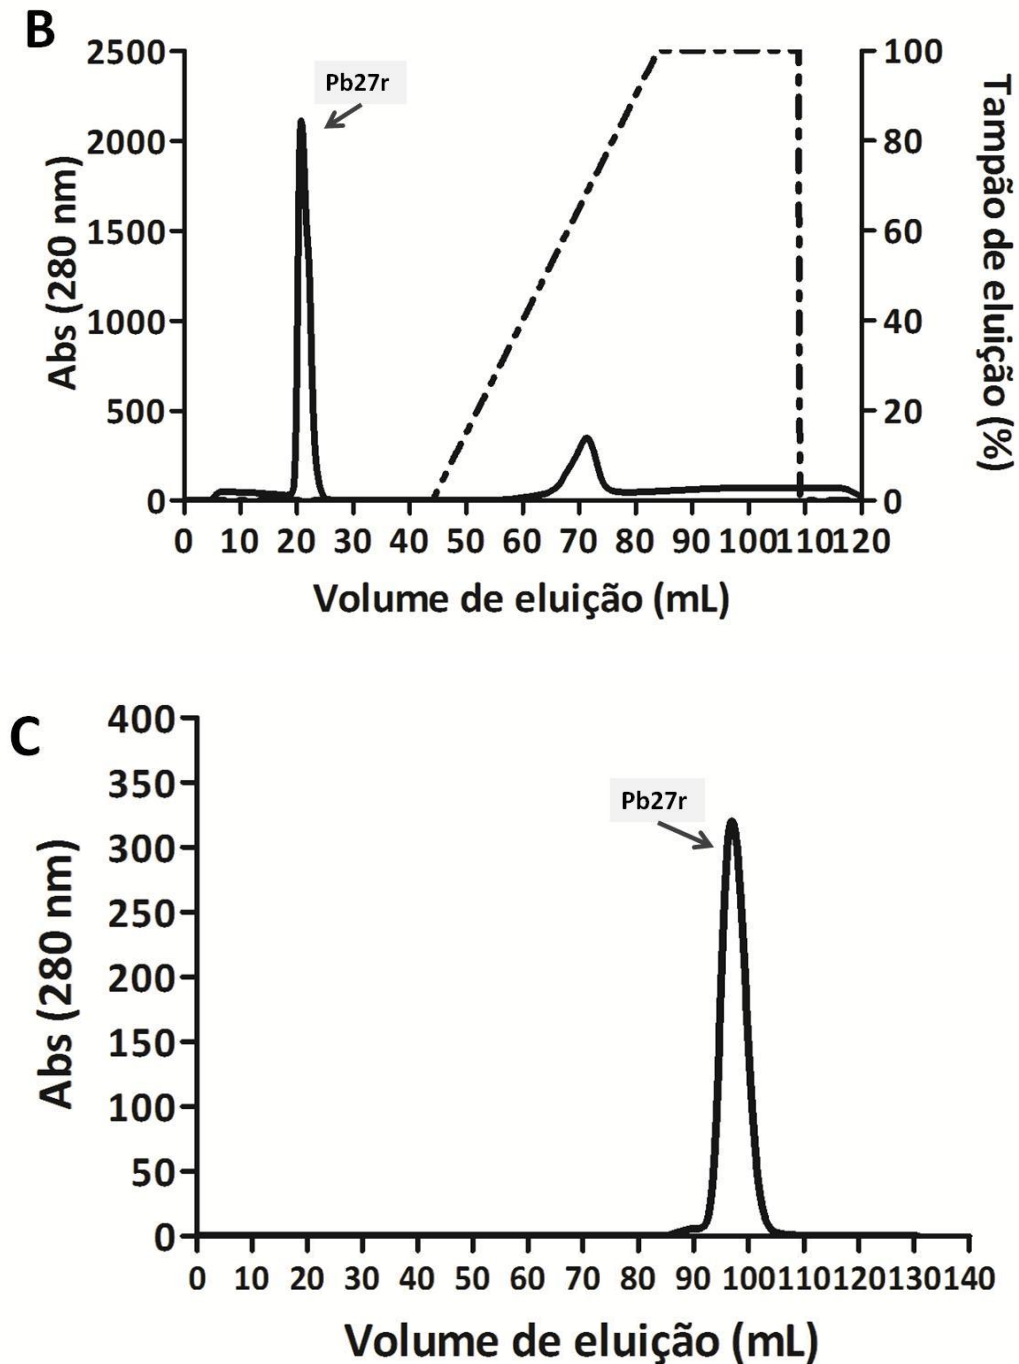 B
Pb27r
2500
2000
1500
1000
500
0
Abs (280 nm)
100
80
60
40
20
0
Tampão de eluição (%)
0 10 20 30 40 50 60 70 80 90 100 110 120
Volume de eluição (mL)
C
Pb27r
400
350
300
250
200
150
100
50
0
Abs (280 nm)
0 10 20 30 40 50 60 70 80 90 100 110 120 130 140
Volume de eluição (mL)